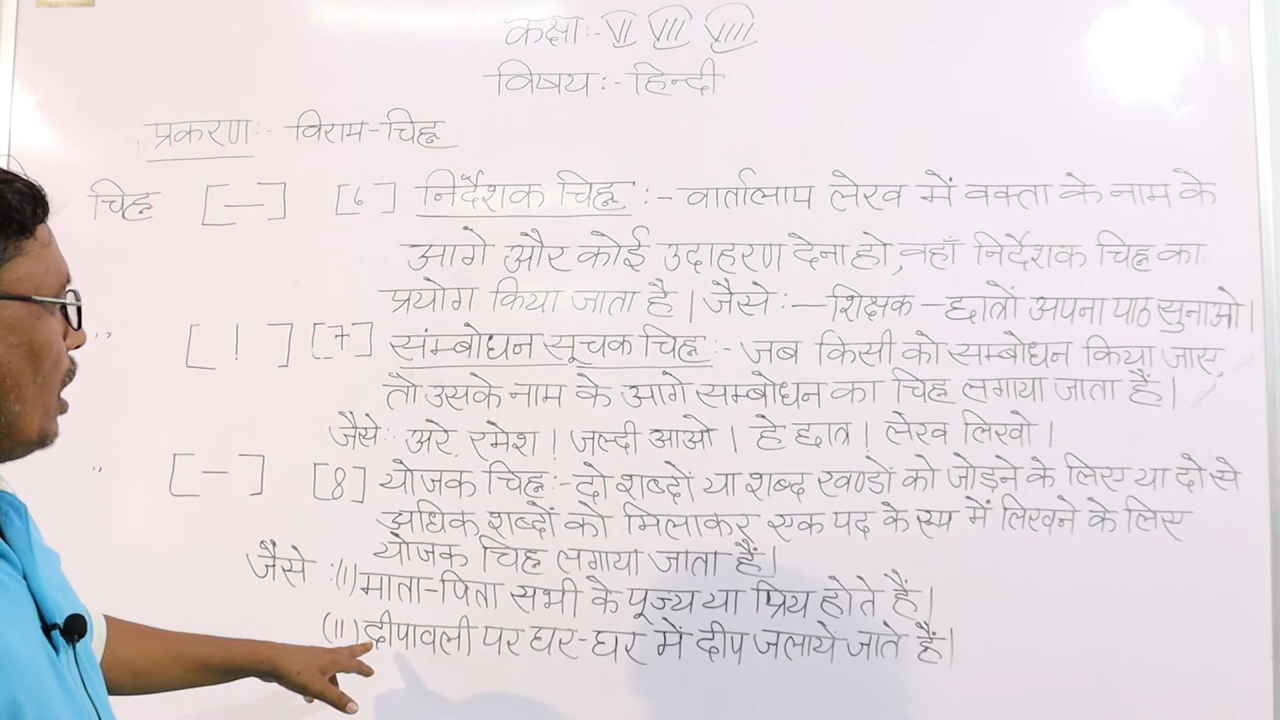 कक्षाः- VI VII VIII
विषयः- हिन्दी
प्रकरणः- विराम-चिह्न
चिह्न [—] [6] निर्देशक चिह्नः- वार्तालाप लेख में वक्ता के नाम के
आगे और कोई उदाहरण देना हो, वहाँ निर्देशक चिह्न का
प्रयोग किया जाता है। जैसेः—शिक्षक —छात्रों अपना पाठ सुनाओ।
,, [ ! ] [7] संम्बोधन सूचक चिह्नः- जब किसी को सम्बोधन किया जाए,
तो उसके नाम के आगे सम्बोधन का चिह्न लगाया जाता हैं।
जैसेः अरे. रमेश! जल्दी आओ। हे छात्र! लेख लिखो।
,, [-] [8] योजक चिह्नः-दो शब्दों या शब्द खण्डों को जोड़ने के लिए या दो से
अधिक शब्दों को मिलाकर एक पद के रूप में लिखने के लिए
योजक चिह्न लगाया जाता हैं।
जैसे :(I) माता-पिता सभी के पूज्य या प्रिय होते हैं।
(II) दीपावली पर घर-घर में दीप जलाये जाते हैं।